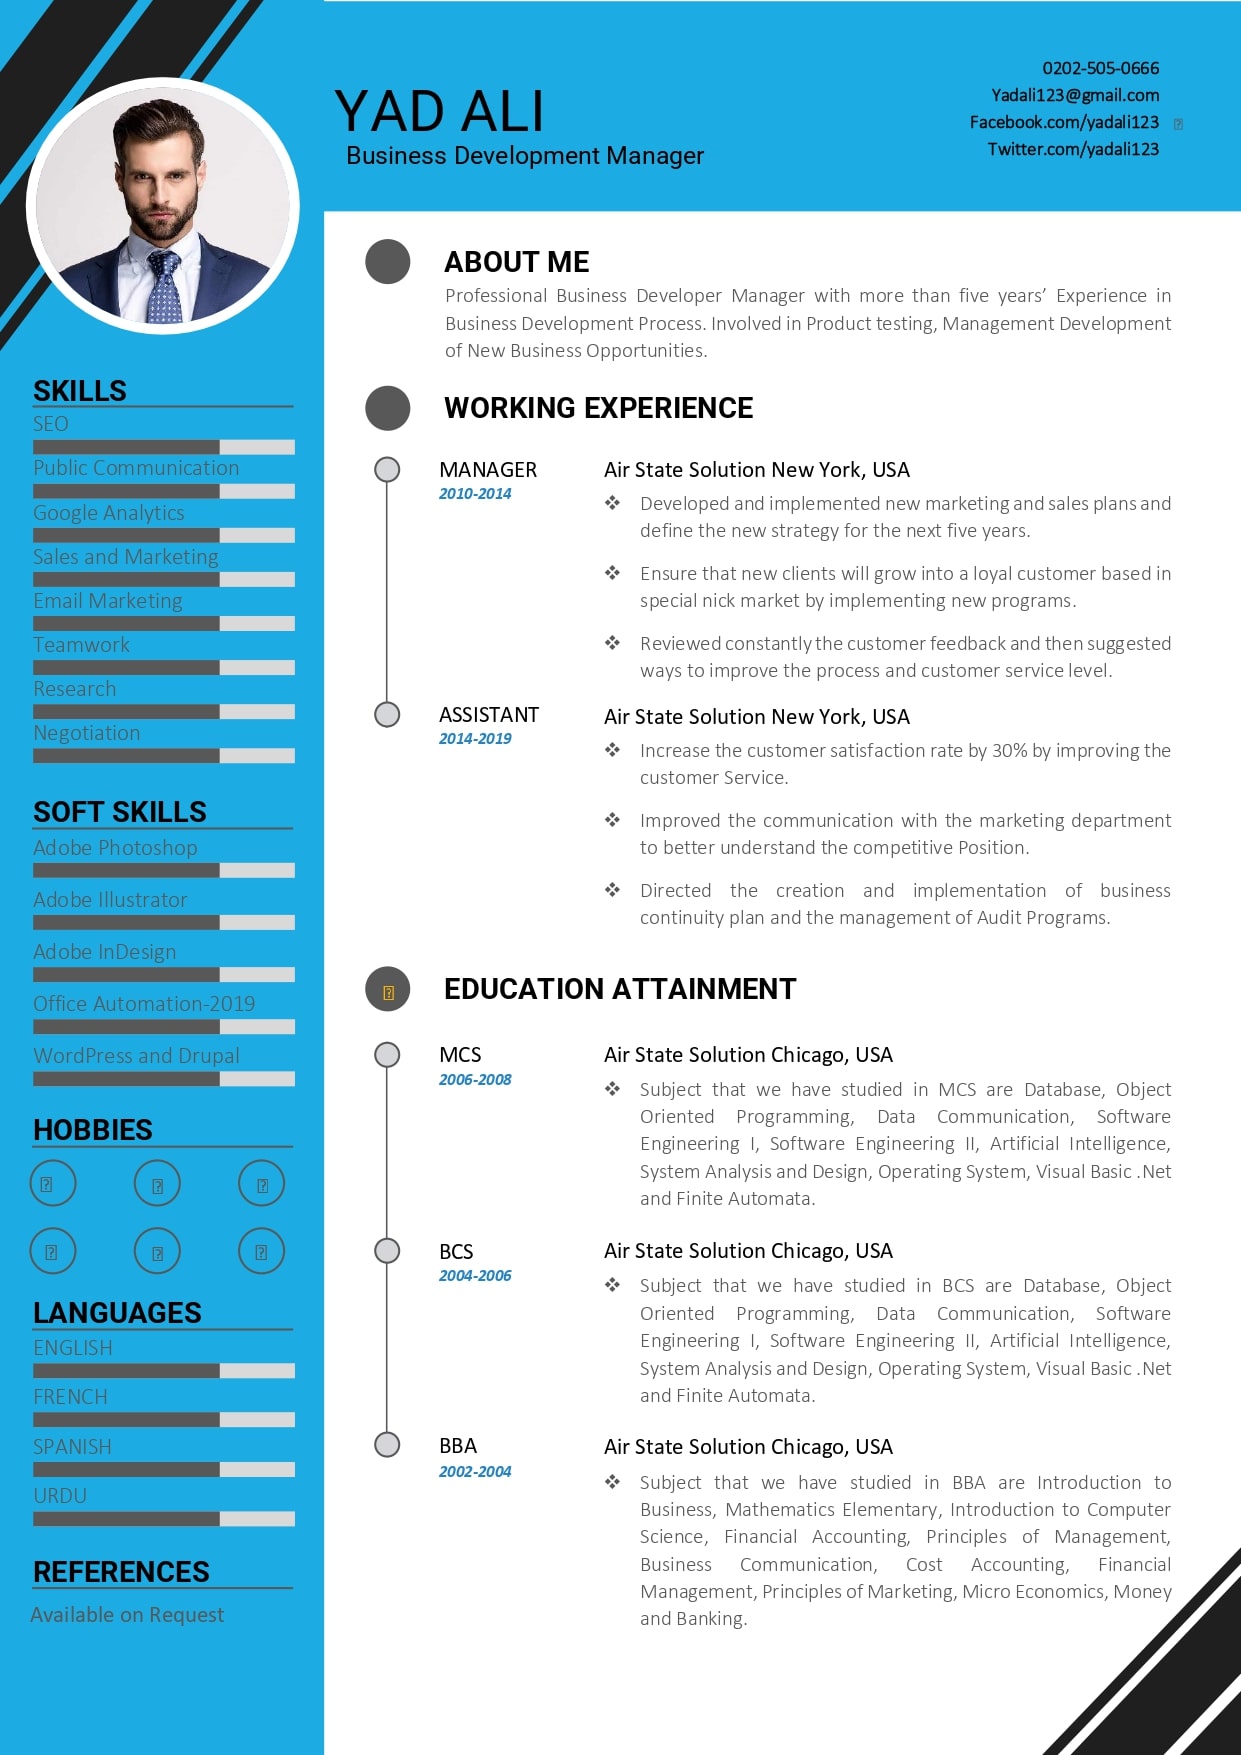 YAD ALI
Business Development Manager
0202-505-0666
Yadali123@gmail.com
Facebook.com/yadali123
Twitter.com/yadali123
SKILLS
SEO
Public Communication
Google Analytics
Sales and Marketing
Email Marketing
Teamwork
Research
Negotiation
SOFT SKILLS
Adobe Photoshop
Adobe Illustrator
Adobe InDesign
Office Automation-2019
WordPress and Drupal
HOBBIES
LANGUAGES
ENGLISH
FRENCH
SPANISH
URDU
REFERENCES
Available on Request
ABOUT ME
Professional Business Developer Manager with more than five years’ Experience in
Business Development Process. Involved in Product testing, Management Development
of New Business Opportunities.
WORKING EXPERIENCE
MANAGER
2010-2014
Air State Solution New York, USA
❖ Developed and implemented new marketing and sales plans and
define the new strategy for the next five years.
❖ Ensure that new clients will grow into a loyal customer based in
special nick market by implementing new programs.
❖ Reviewed constantly the customer feedback and then suggested
ways to improve the process and customer service level.
ASSISTANT
2014-2019
Air State Solution New York, USA
❖ Increase the customer satisfaction rate by 30% by improving the
customer Service.
❖ Improved the communication with the marketing department
to better understand the competitive Position.
❖ Directed the creation and implementation of business
continuity plan and the management of Audit Programs.
EDUCATION ATTAINMENT
MCS
2006-2008
Air State Solution Chicago, USA
❖ Subject that we have studied in MCS are Database, Object
Oriented Programming, Data Communication, Software
Engineering I, Software Engineering II, Artificial Intelligence,
System Analysis and Design, Operating System, Visual Basic .Net
and Finite Automata.
BCS
2004-2006
Air State Solution Chicago, USA
❖ Subject that we have studied in BCS are Database, Object
Oriented Programming, Data Communication, Software
Engineering I, Software Engineering II, Artificial Intelligence,
System Analysis and Design, Operating System, Visual Basic .Net
and Finite Automata.
BBA
2002-2004
Air State Solution Chicago, USA
❖ Subject that we have studied in BBA are Introduction to
Business, Mathematics Elementary, Introduction to Computer
Science, Financial Accounting, Principles of Management,
Business Communication, Cost Accounting, Financial
Management, Principles of Marketing, Micro Economics, Money
and Banking.